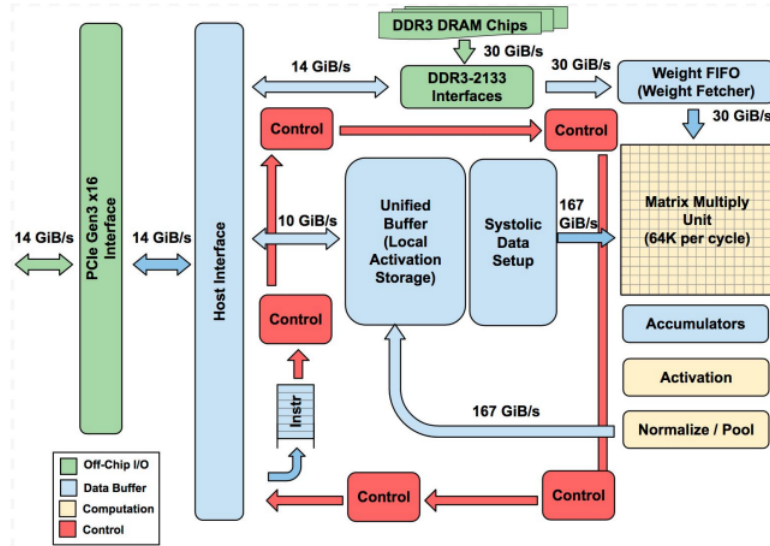 DDR3 DRAM Chips
30 GiB/s
14 GiB/s
DDR3-2133
Interfaces
30 GiB/s
Weight FIFO
(Weight Fetcher)
30 GiB/s
Control
Control
PCIe Gen3 x16
Interface
14 GiB/s
14 GiB/s
Host Interface
10 GiB/s
Unified
Buffer
(Local
Activation
Storage)
Systolic
Data
Setup
167
GiB/s
Matrix Multiply
Unit
(64K per cycle)
Control
Accumulators
Activation
Instr
167 GiB/s
Normalize / Pool
Control
Control
Off-Chip I/O
Data Buffer
Computation
Control